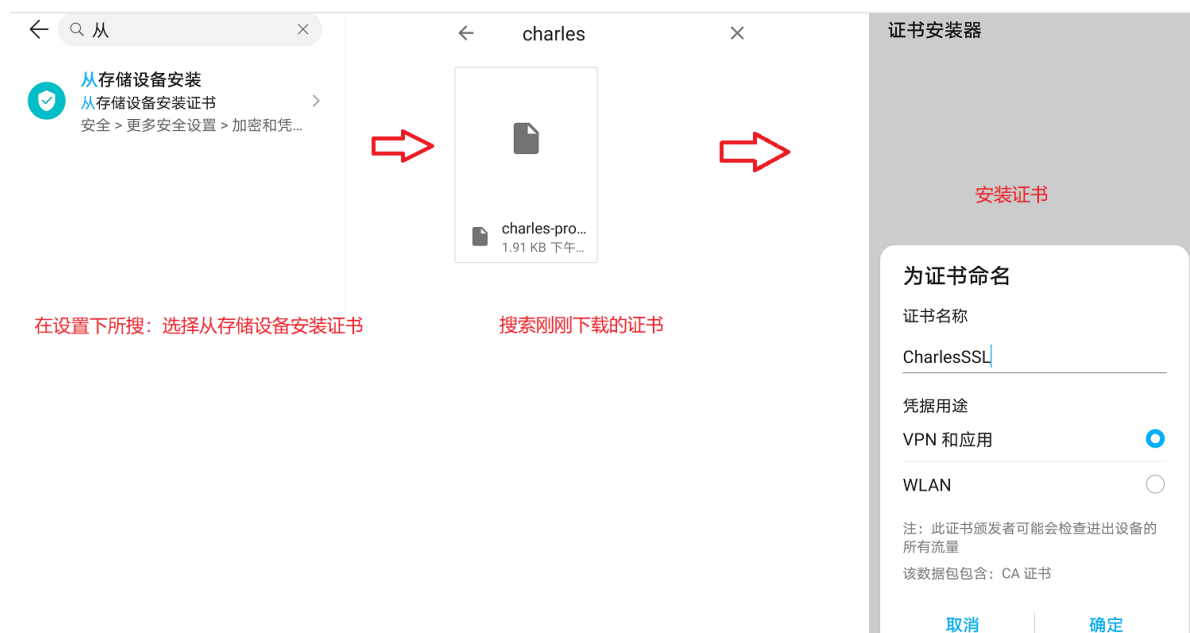 从
从存储设备安装
从存储设备安装证书
安全 > 更多安全设置 > 加密和凭...
在设置下所搜：选择从存储设备安装证书
charles
charles-pro...
1.91 KB 下午...
搜索刚刚下载的证书
证书安装器
安装证书
为证书命名
证书名称
CharlesSSL
凭据用途
VPN 和应用
WLAN
注：此证书颁发者可能会检查进出设备的
所有流量
该数据包包含：CA 证书
取消
确定